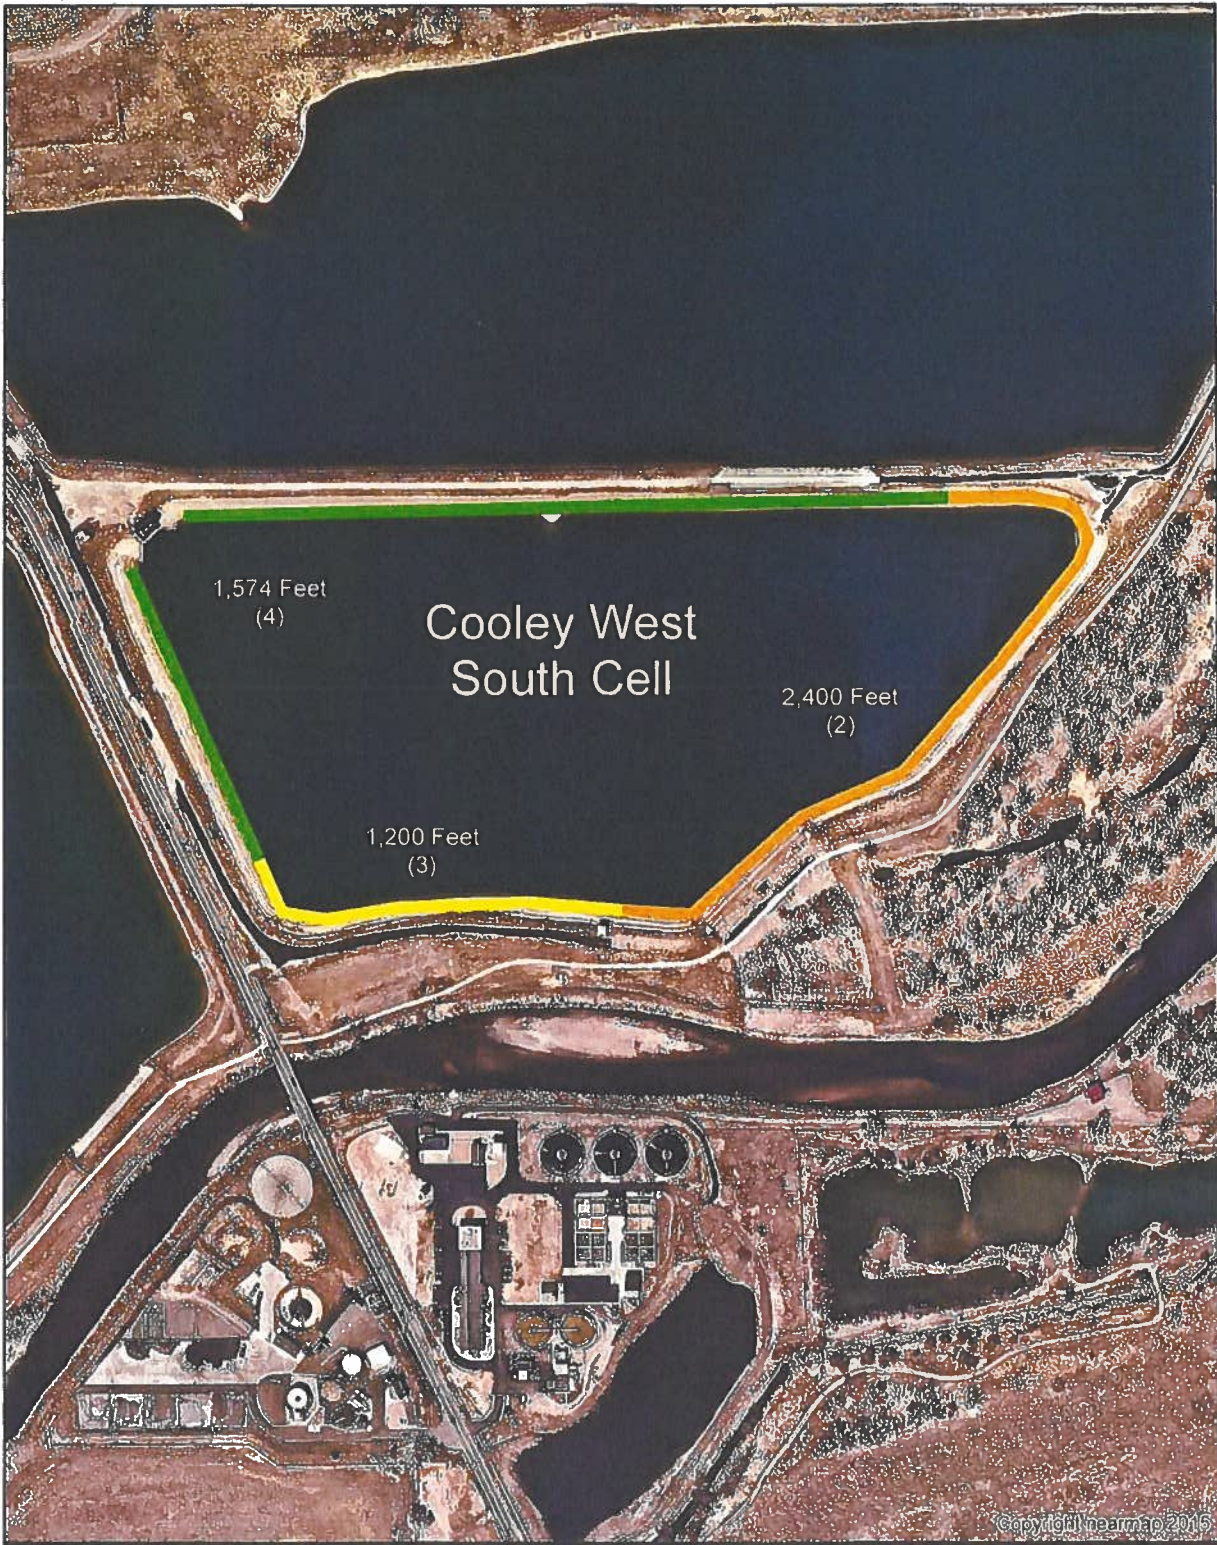 1,574 Feet
(4)
Cooley West
South Cell
2,400 Feet
(2)
1,200 Feet
(3)
Copyright nearmap 2015